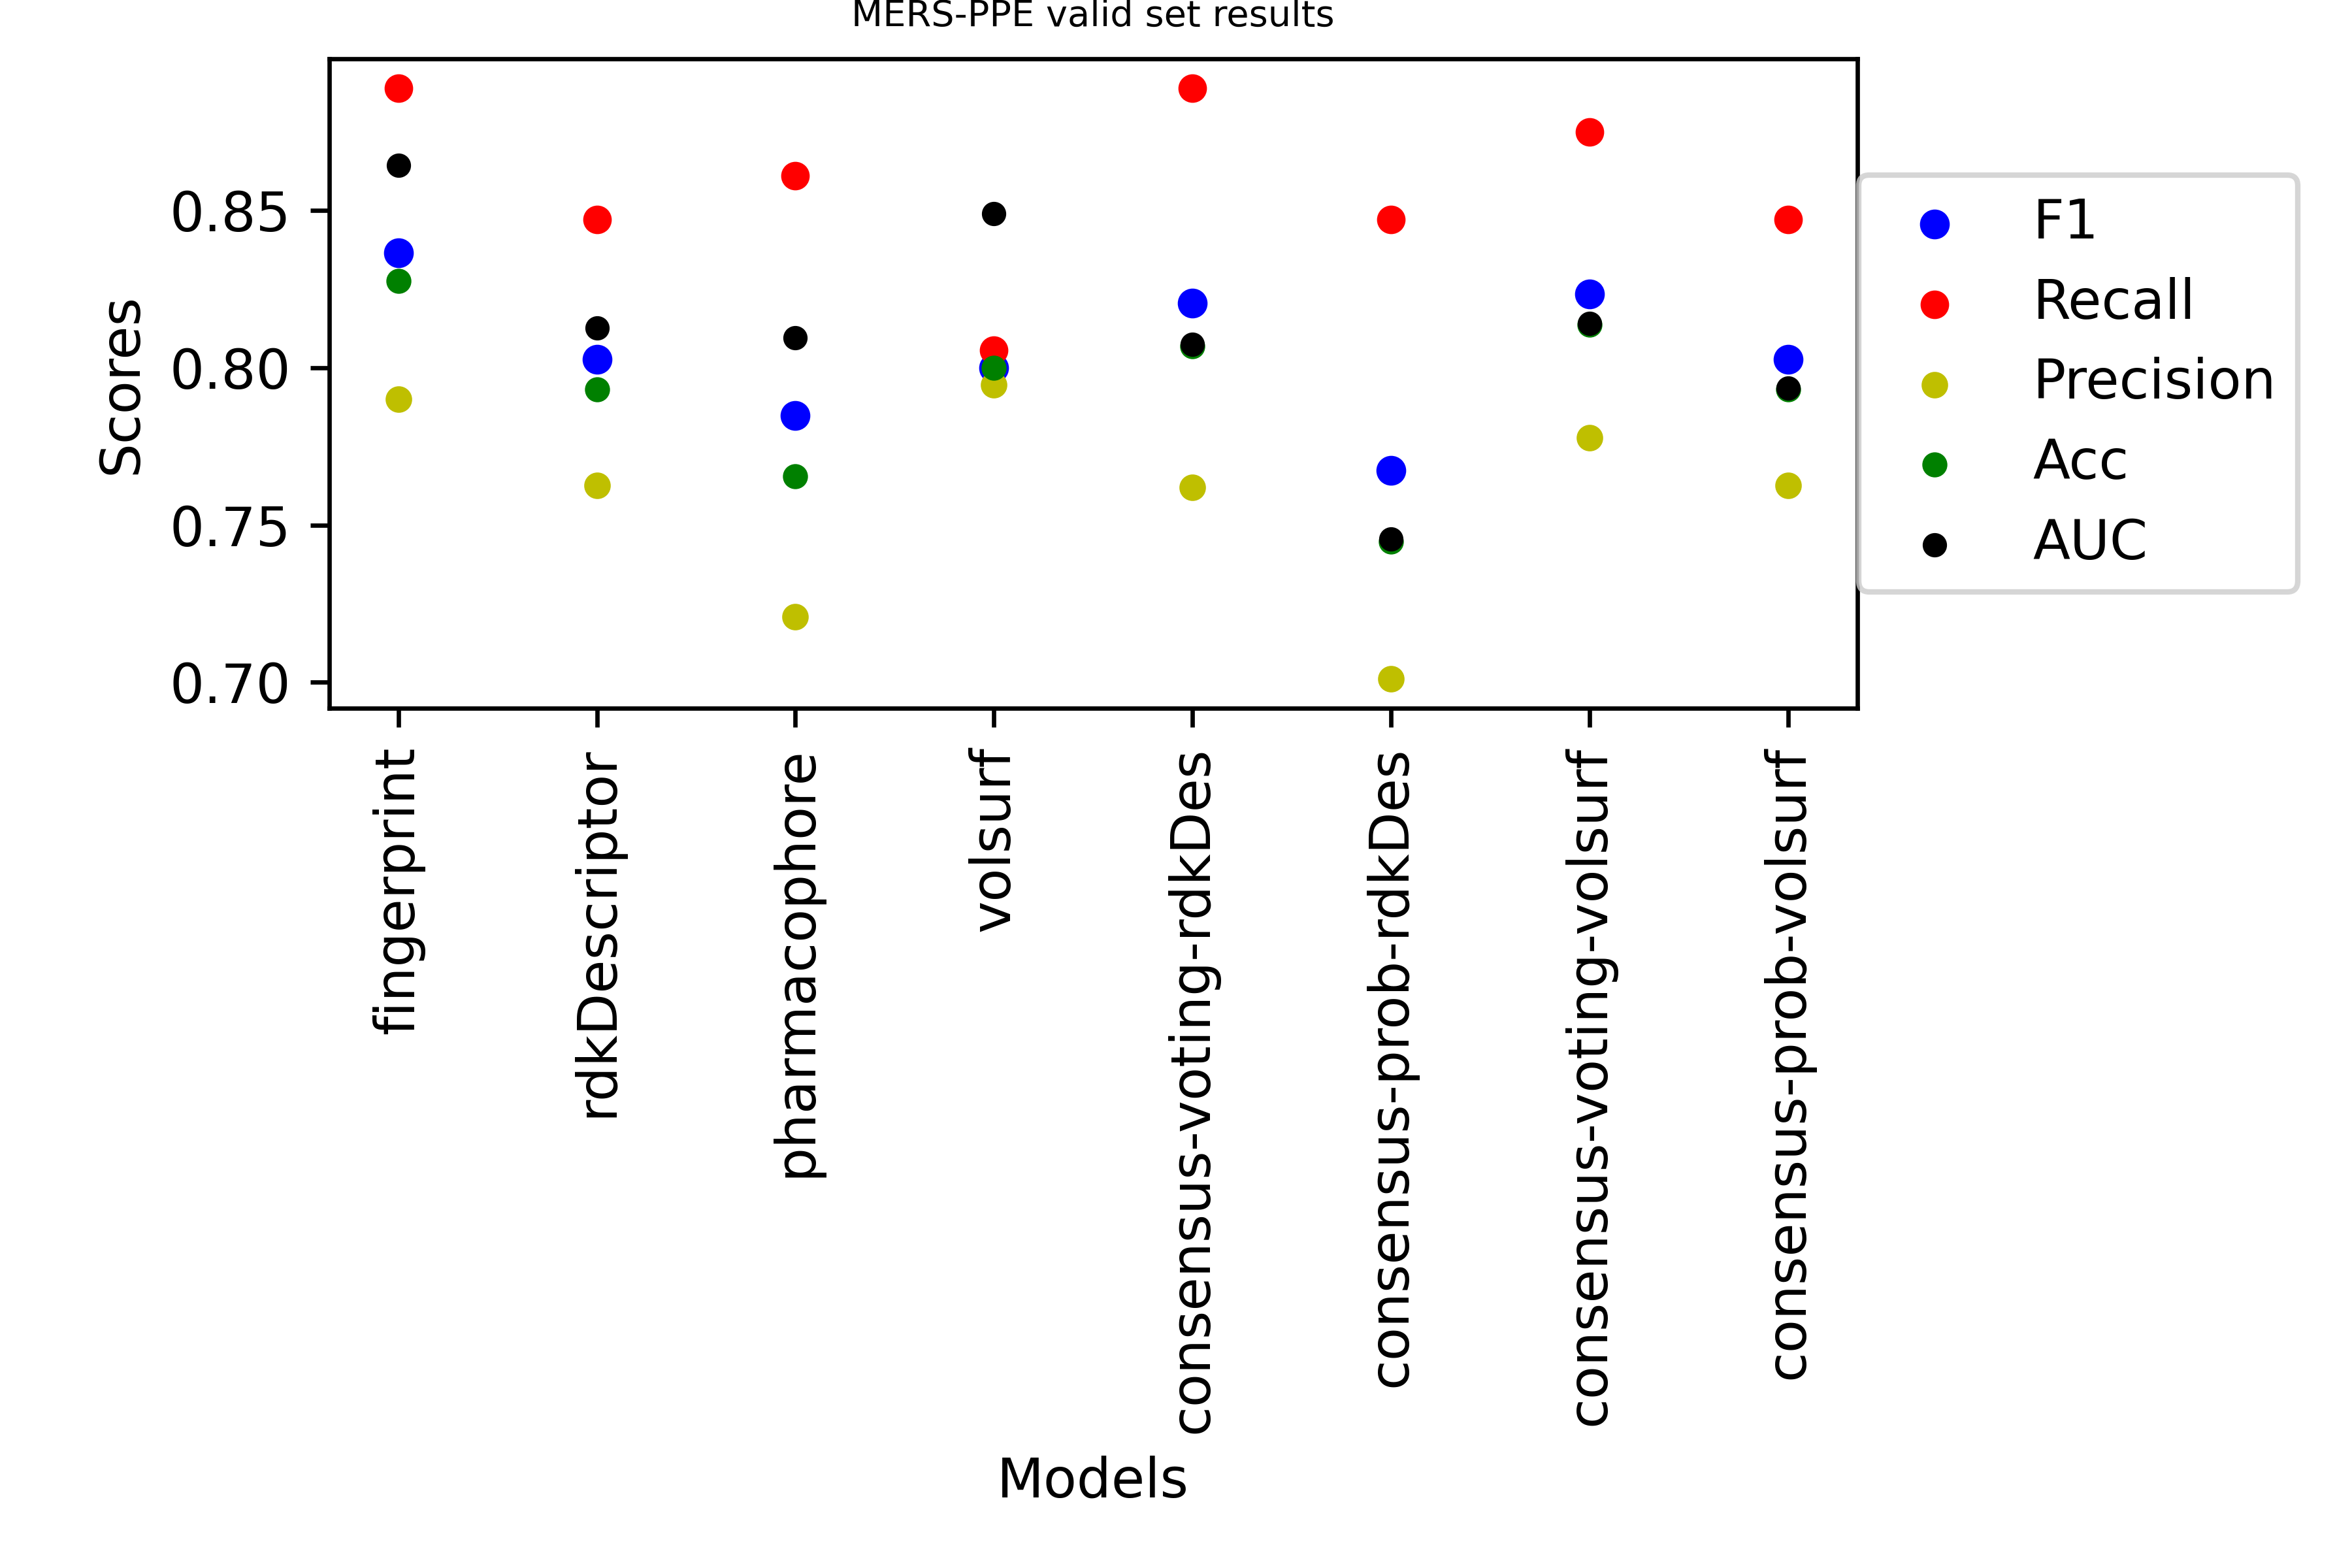 MERS-PPE valid set results
Scores
0.85
0.80
0.75
0.70
F1
Recall
Precision
Acc
AUC
fingerprint
rdkDescriptor
pharmacophore
volsurf
consensus-voting-rdkDes
consensus-prob-rdkDes
consensus-voting-volsurf
consensus-prob-volsurf
Models